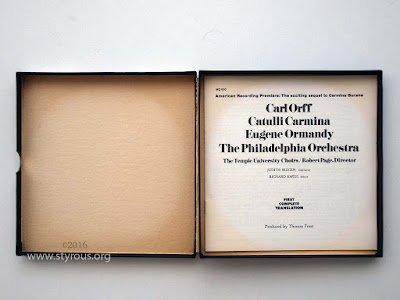 American Recording Premiere: The exciting sequel to Carmina Burana
Carl Orff
Catulli Carmina
Eugene Ormandy
The Philadelphia Orchestra
The Temple University Choirs/Robert Page, Director
JUDITH BLEGEN, soprano
RICHARD KNESS, tenor
FIRST
COMPLETE
TRANSLATION
Produced by Thomas Frost
©2016
www.styrous.org